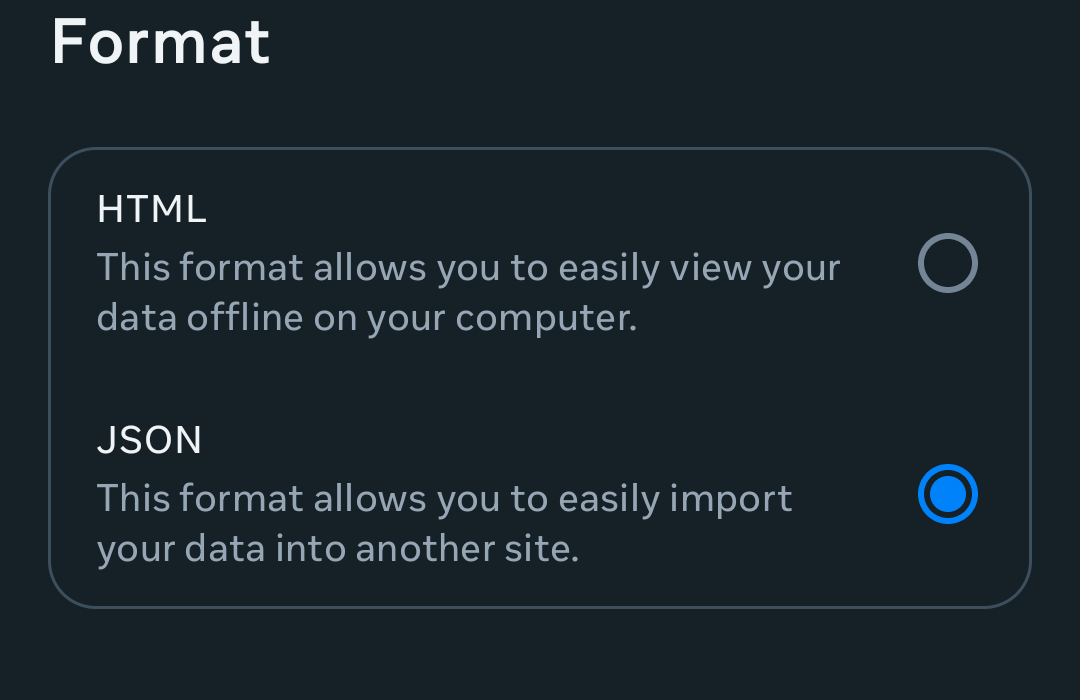 Format
HTML
This format allows you to easily view your
data offline on your computer.
JSON
This format allows you to easily import
your data into another site.